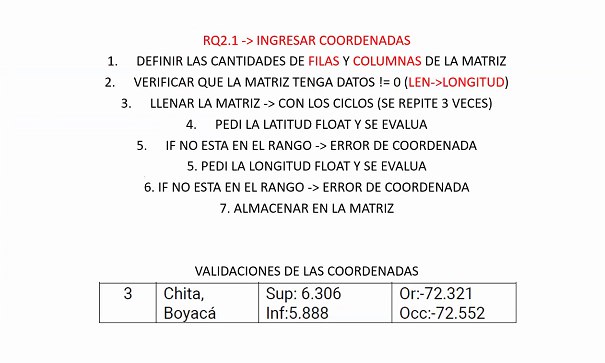 RQ2.1 -> INGRESAR COORDENADAS
1. DEFINIR LAS CANTIDADES DE FILAS Y COLUMNAS DE LA MATRIZ
2. VERIFICAR QUE LA MATRIZ TENGA DATOS != 0 (LEN->LONGITUD)
3. LLENAR LA MATRIZ -> CON LOS CICLOS (SE REPITE 3 VECES)
4. PEDI LA LATITUD FLOAT Y SE EVALUA
5. IF NO ESTA EN EL RANGO -> ERROR DE COORDENADA
5. PEDI LA LONGITUD FLOAT Y SE EVALUA
6. IF NO ESTA EN EL RANGO -> ERROR DE COORDENADA
7. ALMACENAR EN LA MATRIZ
VALIDACIONES DE LAS COORDENADAS
3 Chita, Sup: 6.306 Or:-72.321
Boyacá Inf:5.888 Occ:-72.552